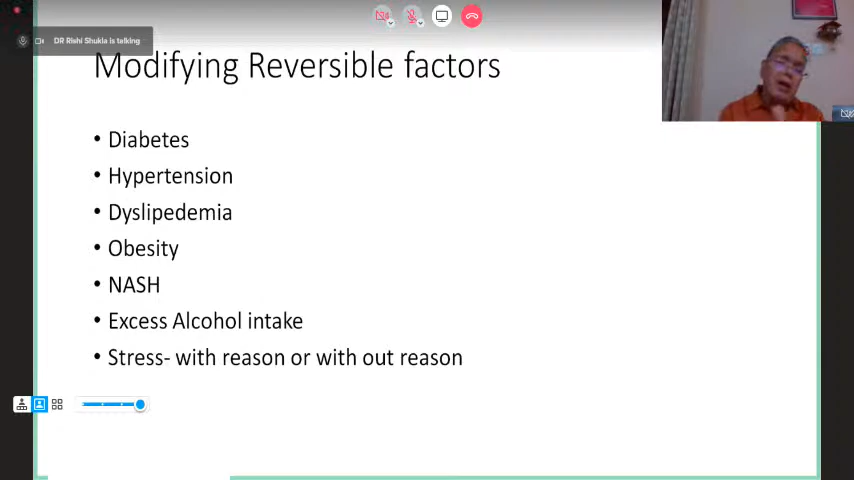 DR Rishi Shukla is talking
Modifying Reversible factors
• Diabetes
• Hypertension
• Dyslipedemia
• Obesity
• NASH
• Excess Alcohol intake
• Stress- with reason or with out reason